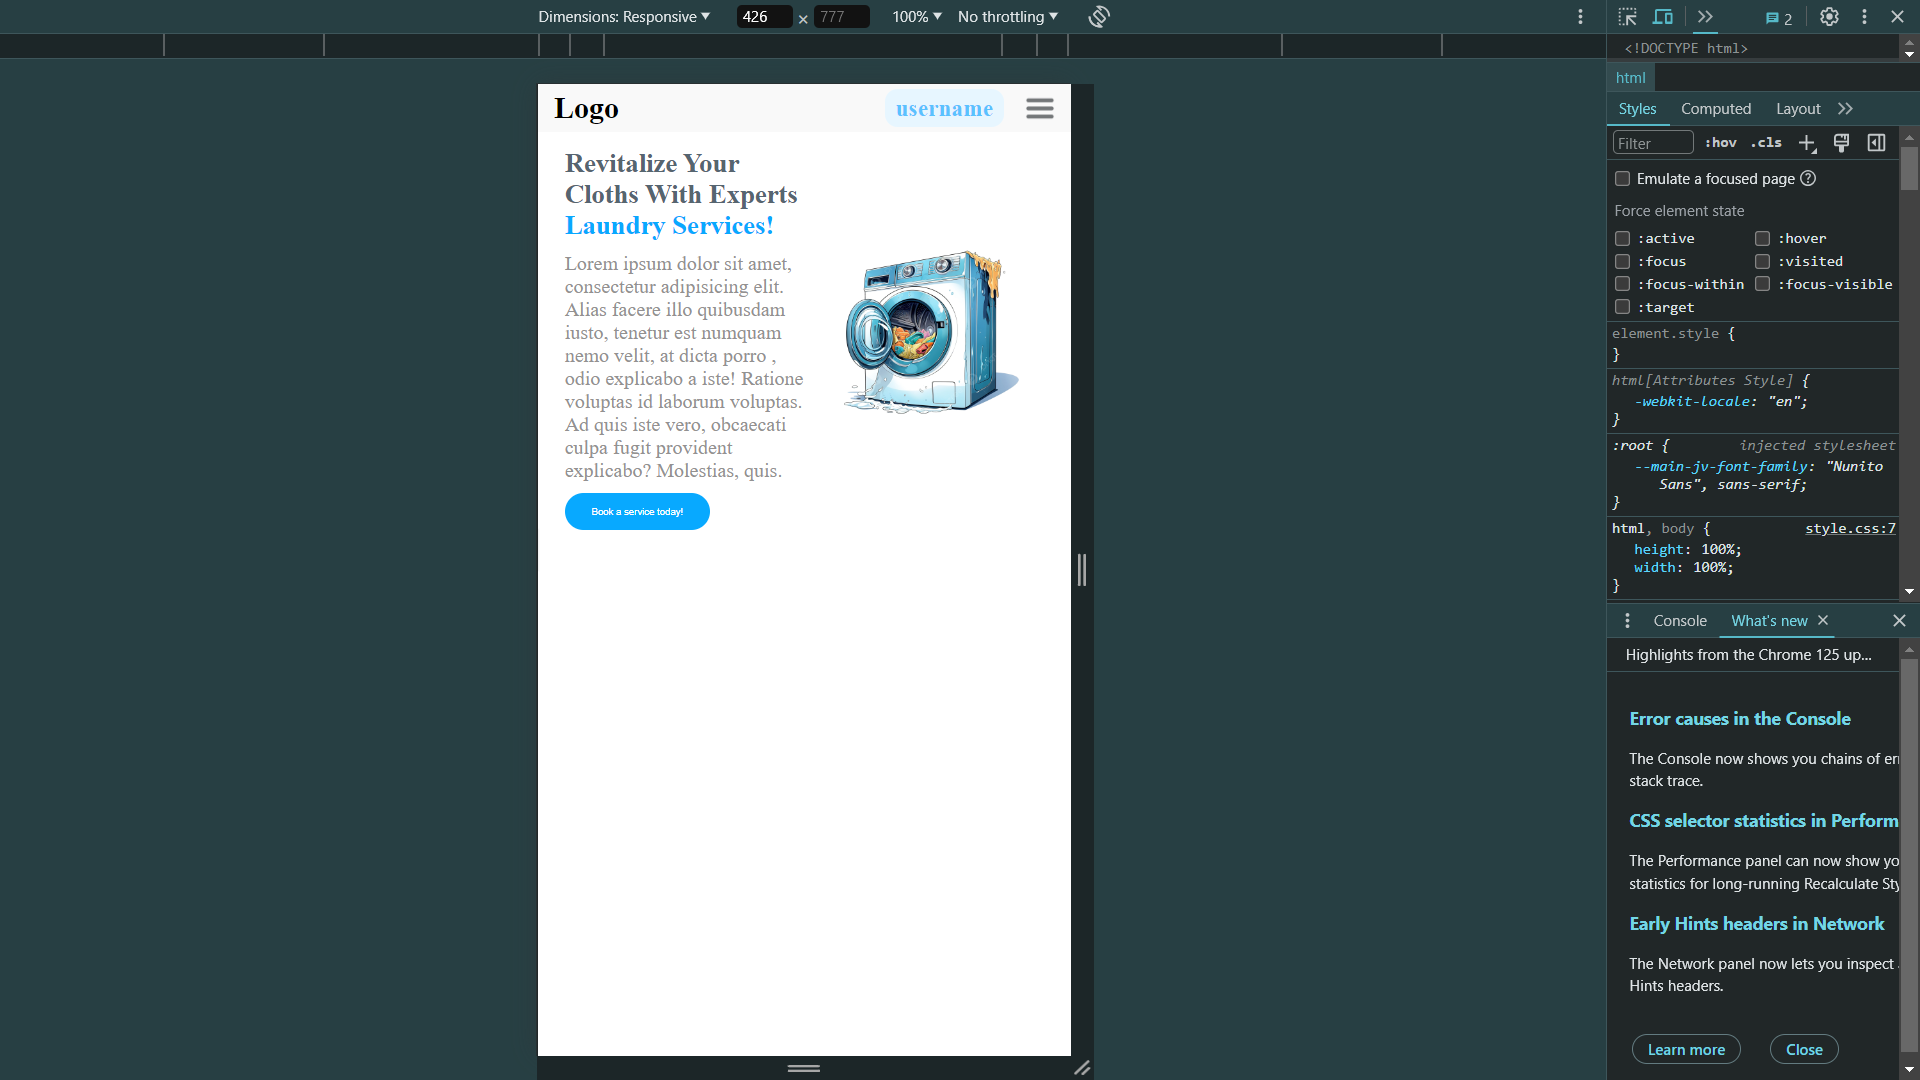 Dimensions: Responsive ▼ 426 × 777 100% ▼ No throttling ▼
2
<!DOCTYPE html>
html
Styles Computed Layout
Filter :hov .cls
Emulate a focused page
Force element state
:active :hover
:focus :visited
:focus-within :focus-visible
:target
element.style {
}
html[Attributes Style] {
-webkit-locale: "en";
}
:root { injected stylesheet
--main-jv-font-family: "Nunito
Sans", sans-serif;
}
html, body { style.css:7
height: 100%;
width: 100%;
}
Console What's new
Highlights from the Chrome 125 up...
Error causes in the Console
The Console now shows you chains of
stack trace.
CSS selector statistics in
The Performance panel can now show
statistics for long-running Recalculate
Early Hints headers in Network
The Network panel now lets you inspect
Hints headers.
Learn more Close
Logo username
Revitalize Your
Cloths With Experts
Laundry Services!
Lorem ipsum dolor sit amet,
consectetur adipisicing elit.
Alias facere illo quibusdam
iusto, tenetur est numquam
nemo velit, at dicta porro ,
odio explicabo a iste! Ratione
voluptas id laborum voluptas.
Ad quis iste vero, obcaecati
culpa fugit provident
explicabo? Molestias, quis.
Book a service today!